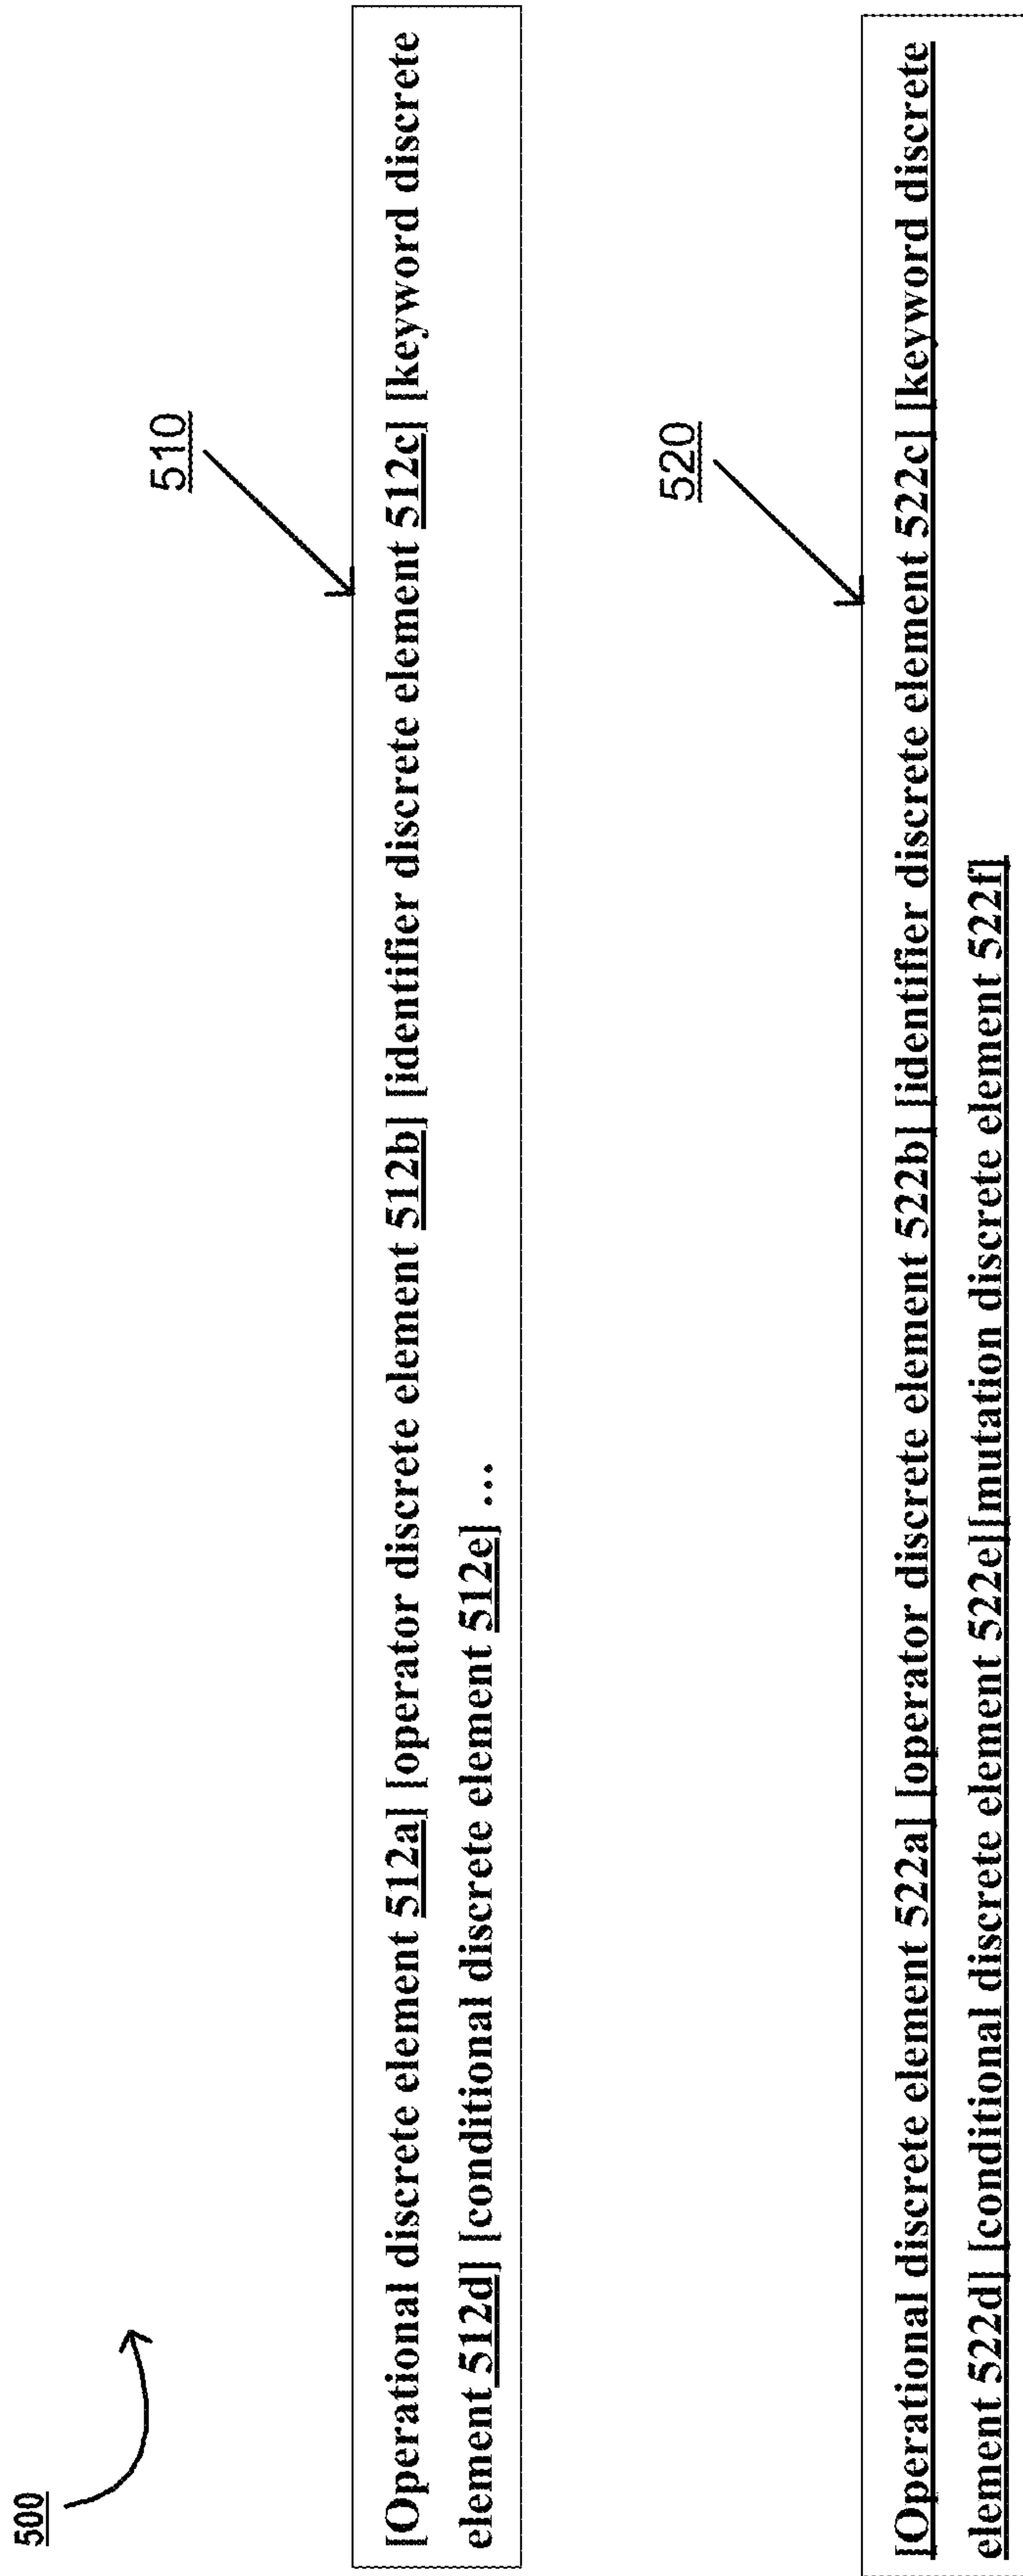 500
510
[Operational discrete element 512a] [operator discrete element 512b] [identifier discrete element 512c] [keyword discrete
element 512d] [conditional discrete element 512e] ...
520
[Operational discrete element 522a] [operator discrete element 522b] [identifier discrete element 522c] [keyword discrete
element 522d] [conditional discrete element 522e][mutation discrete element 522f]